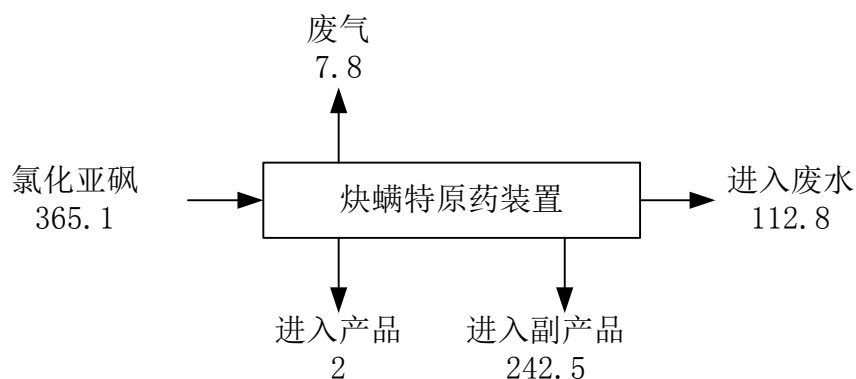 废气
7.8
氯化亚砜
365.1
炔螨特原药装置
进入废水
112.8
进入产品
2
进入副产品
242.5